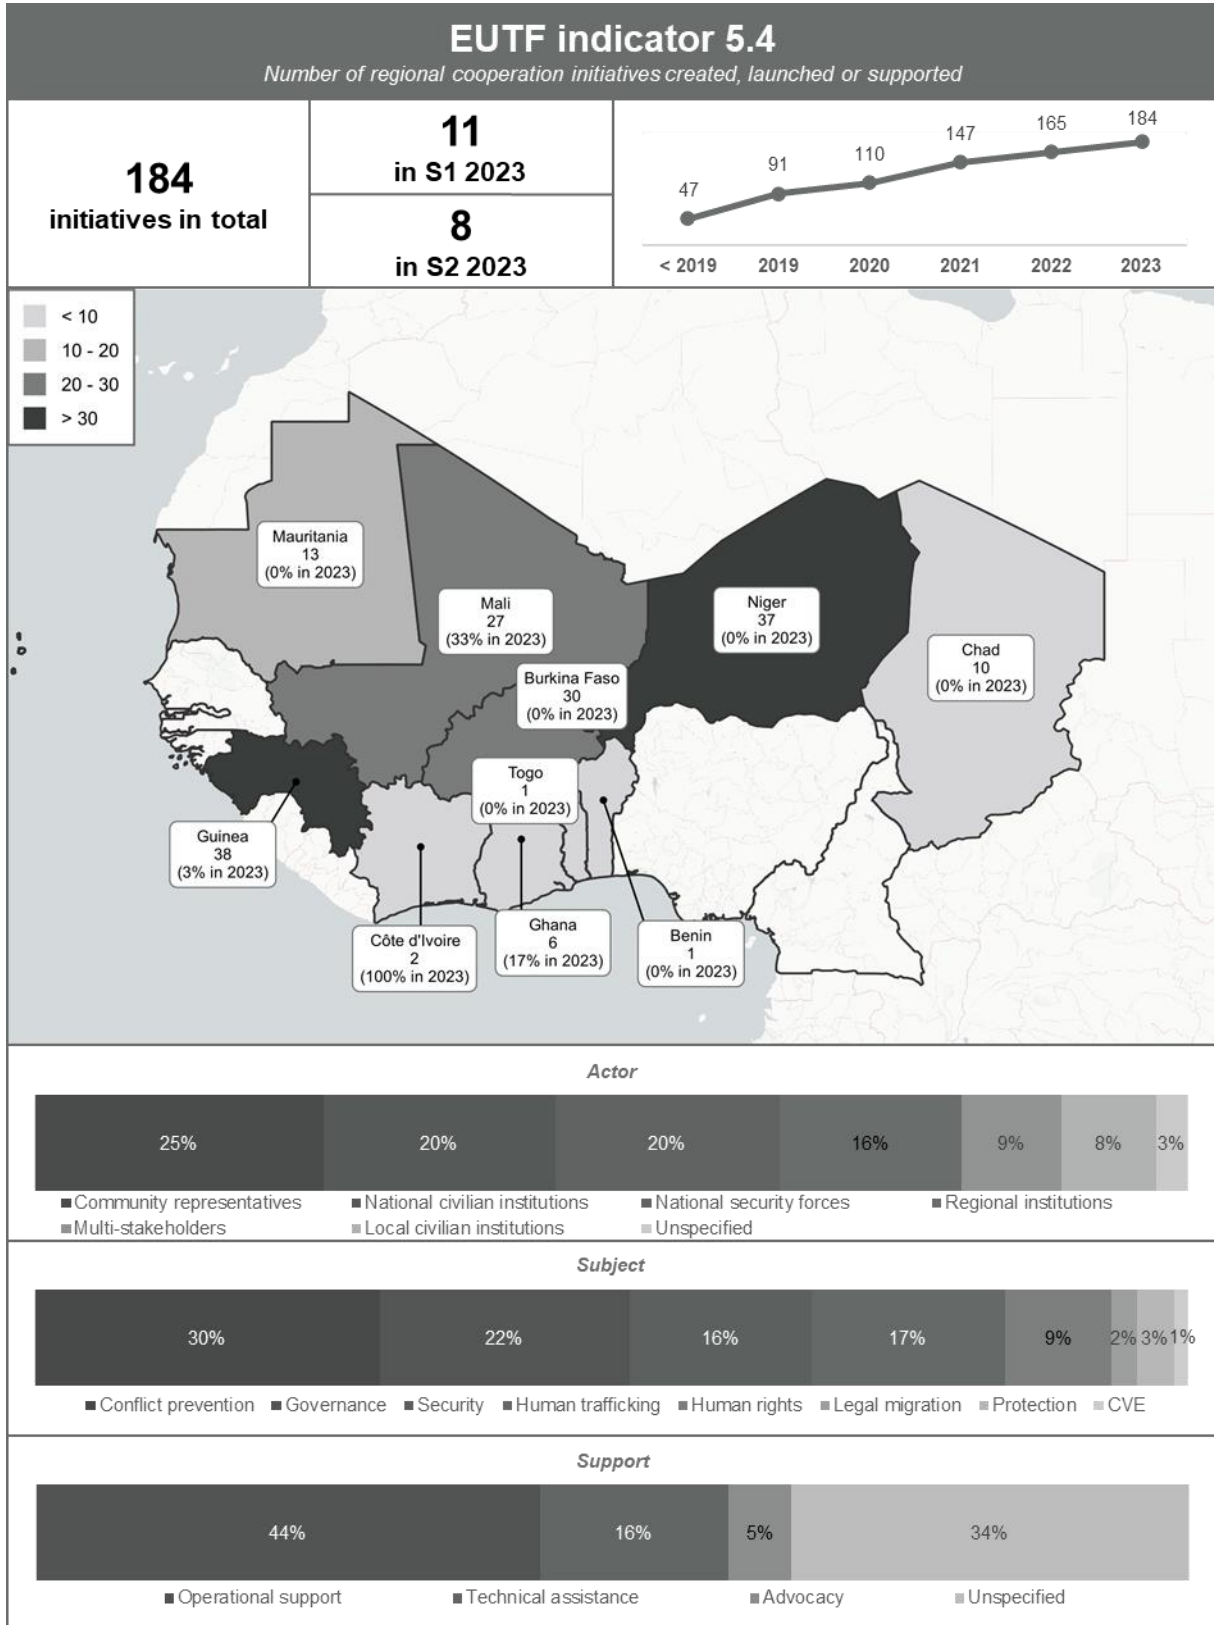 EUTF indicator 5.4
Number of regional cooperation initiatives created, launched or supported
184
initiatives in total
11
in S1 2023
8
in S2 2023
47
91
110
147
165
184
< 2019
2019
2020
2021
2022
2023
< 10
10 - 20
20 - 30
> 30
Mauritania
13
(0% in 2023)
Mali
27
(33% in 2023)
Niger
37
(0% in 2023)
Chad
10
(0% in 2023)
Burkina Faso
30
(0% in 2023)
Togo
1
(0% in 2023)
Guinea
38
(3% in 2023)
Côte d'Ivoire
2
(100% in 2023)
Ghana
6
(17% in 2023)
Benin
1
(0% in 2023)
Actor
25% 20% 20% 16% 9% 8% 3%
Community representatives National civilian institutions National security forces Regional institutions
Multi-stakeholders Local civilian institutions Unspecified
Subject
30% 22% 16% 17% 9% 2% 3% 1%
Conflict prevention Governance Security Human trafficking Human rights Legal migration Protection CVE
Support
44% 16% 5% 34%
Operational support Technical assistance Advocacy Unspecified